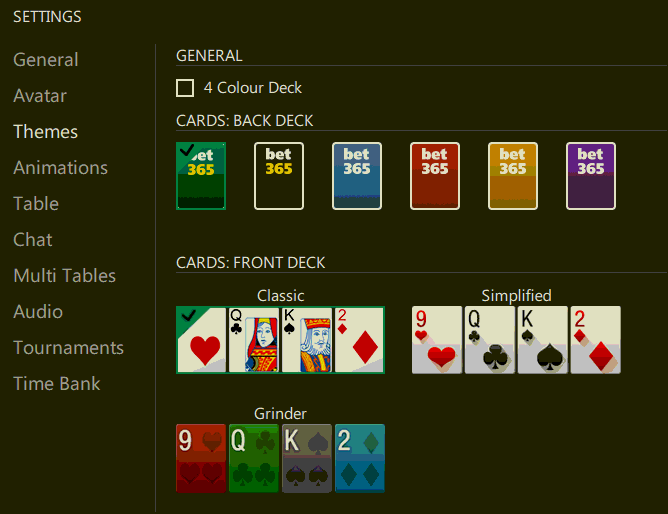 SETTINGS
General
Avatar
Themes
Animations
Table
Chat
Multi Tables
Audio
Tournaments
Time Bank
GENERAL
4 Colour Deck
CARDS: BACK DECK
bet 365
bet 365
bet 365
bet 365
bet 365
bet 365
CARDS: FRONT DECK
Classic
Q K 2
Simplified
9 Q K 2
Grinder
9 Q K 2